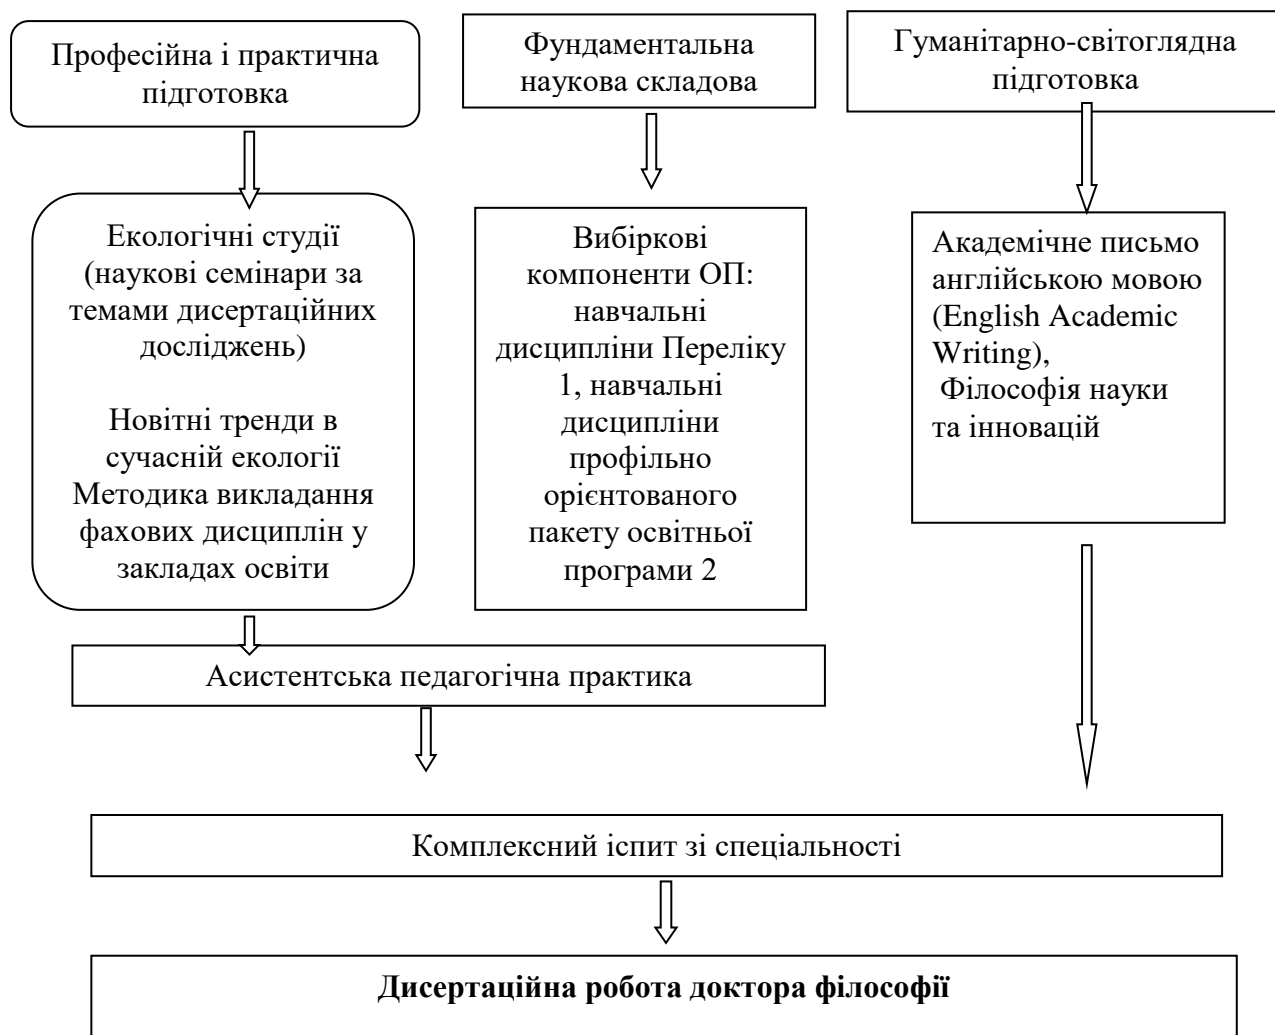 Професійна і практична
підготовка
Фундаментальна
наукова складова
Гуманітарно-світоглядна
підготовка
Екологічні студії
(наукові семінари за
темами дисертаційних
досліджень)
Новітні тренди в
сучасній екології
Методика викладання
фахових дисциплін у
закладах освіти
Вибіркові
компоненти ОП:
навчальні
дисципліни Переліку
1, навчальні
дисципліни
профільно
орієнтованого
пакету освітньої
програми 2
Академічне письмо
англійською мовою
(English Academic
Writing),
Філософія науки
та інновацій
Асистентська педагогічна практика
Комплексний іспит зі спеціальності
Дисертаційна робота доктора філософії